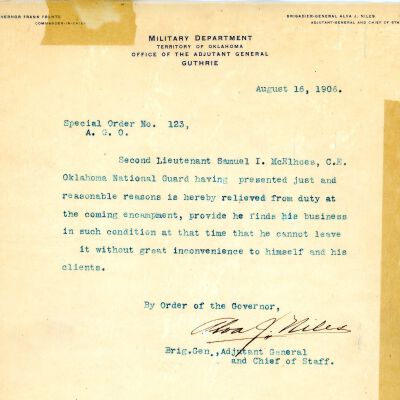 GOVERNOR FRANK FRANTZ
COMMANDER-IN-CHIEF
BRIGADIER-GENERAL ALVA J. NILES
ADJUTANT-GENERAL AND CHIEF OF STAFF
MILITARY DEPARTMENT
TERRITORY OF OKLAHOMA
OFFICE OF THE ADJUTANT GENERAL
GUTHRIE
August 16, 1906.
Special Order No. 123,
A. G. O.
Second Lieutenant Samuel I. McElhoes, C.E.
Oklahoma National Guard having presented just and
reasonable reasons is hereby relieved from duty at
the coming encampment, provide he finds his business
in such condition at that time that he cannot leave
it without great inconvenience to himself and his
clients.
By Order of the Governor,
Alva J. Niles
Brig.Gen., Adjutant General
and Chief of Staff.